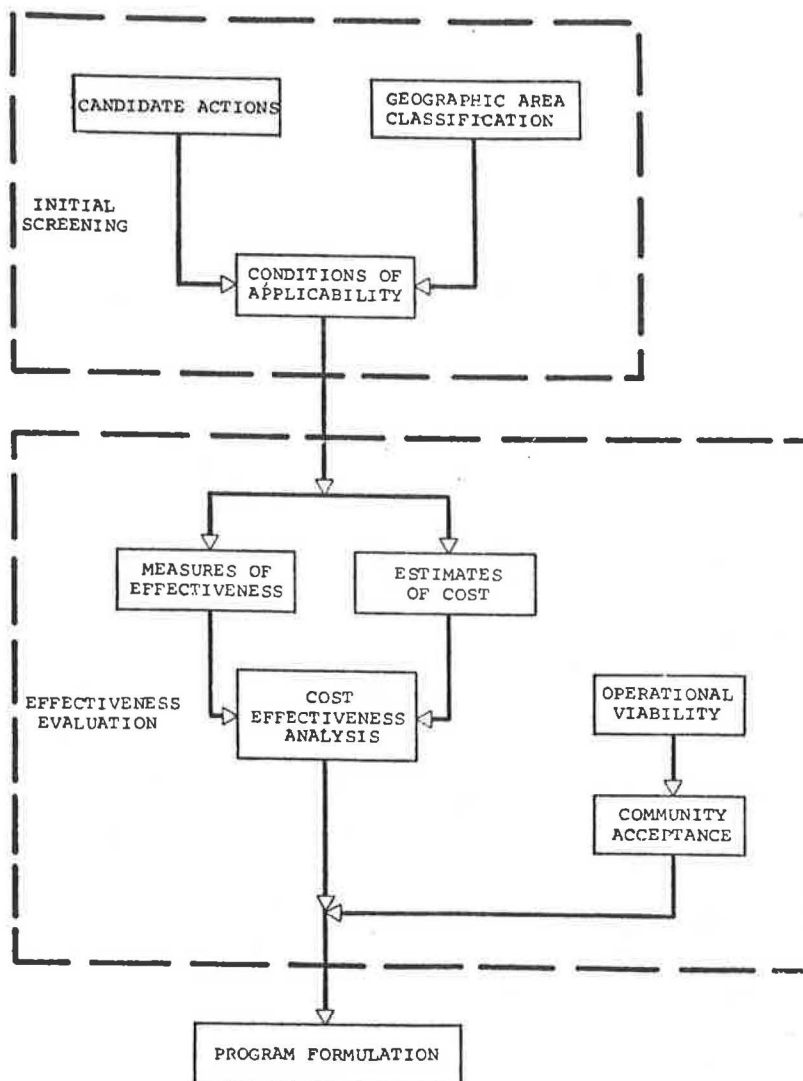 CANDIDATE ACTIONS
GEOGRAPHIC AREA
CLASSIFICATION
INITIAL
SCREENING
CONDITIONS OF
APPLICABILITY
MEASURES OF
EFFECTIVENESS
ESTIMATES
OF COST
EFFECTIVENESS
EVALUATION
COST
EFFECTIVENESS
ANALYSIS
OPERATIONAL
VIABILITY
COMMUNITY
ACCEPTANCE
PROGRAM FORMULATION